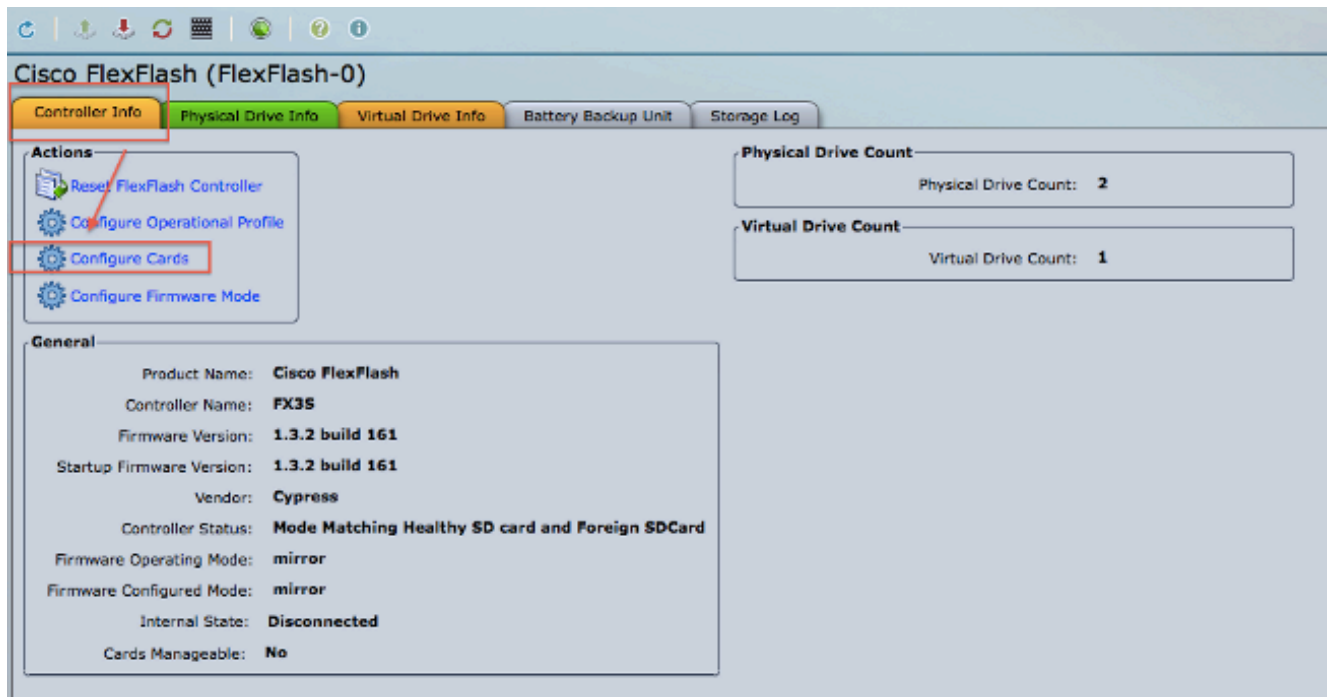 Cisco FlexFlash (FlexFlash-0)
Controller Info
Physical Drive Info
Virtual Drive Info
Battery Backup Unit
Storage Log
Actions
Reset FlexFlash Controller
Configure Operational Profile
Configure Cards
Configure Firmware Mode
Physical Drive Count
Physical Drive Count: 2
Virtual Drive Count
Virtual Drive Count: 1
General
Product Name: Cisco FlexFlash
Controller Name: FX3S
Firmware Version: 1.3.2 build 161
Startup Firmware Version: 1.3.2 build 161
Vendor: Cypress
Controller Status: Mode Matching Healthy SD card and Foreign SDCard
Firmware Operating Mode: mirror
Firmware Configured Mode: mirror
Internal State: Disconnected
Cards Manageable: No